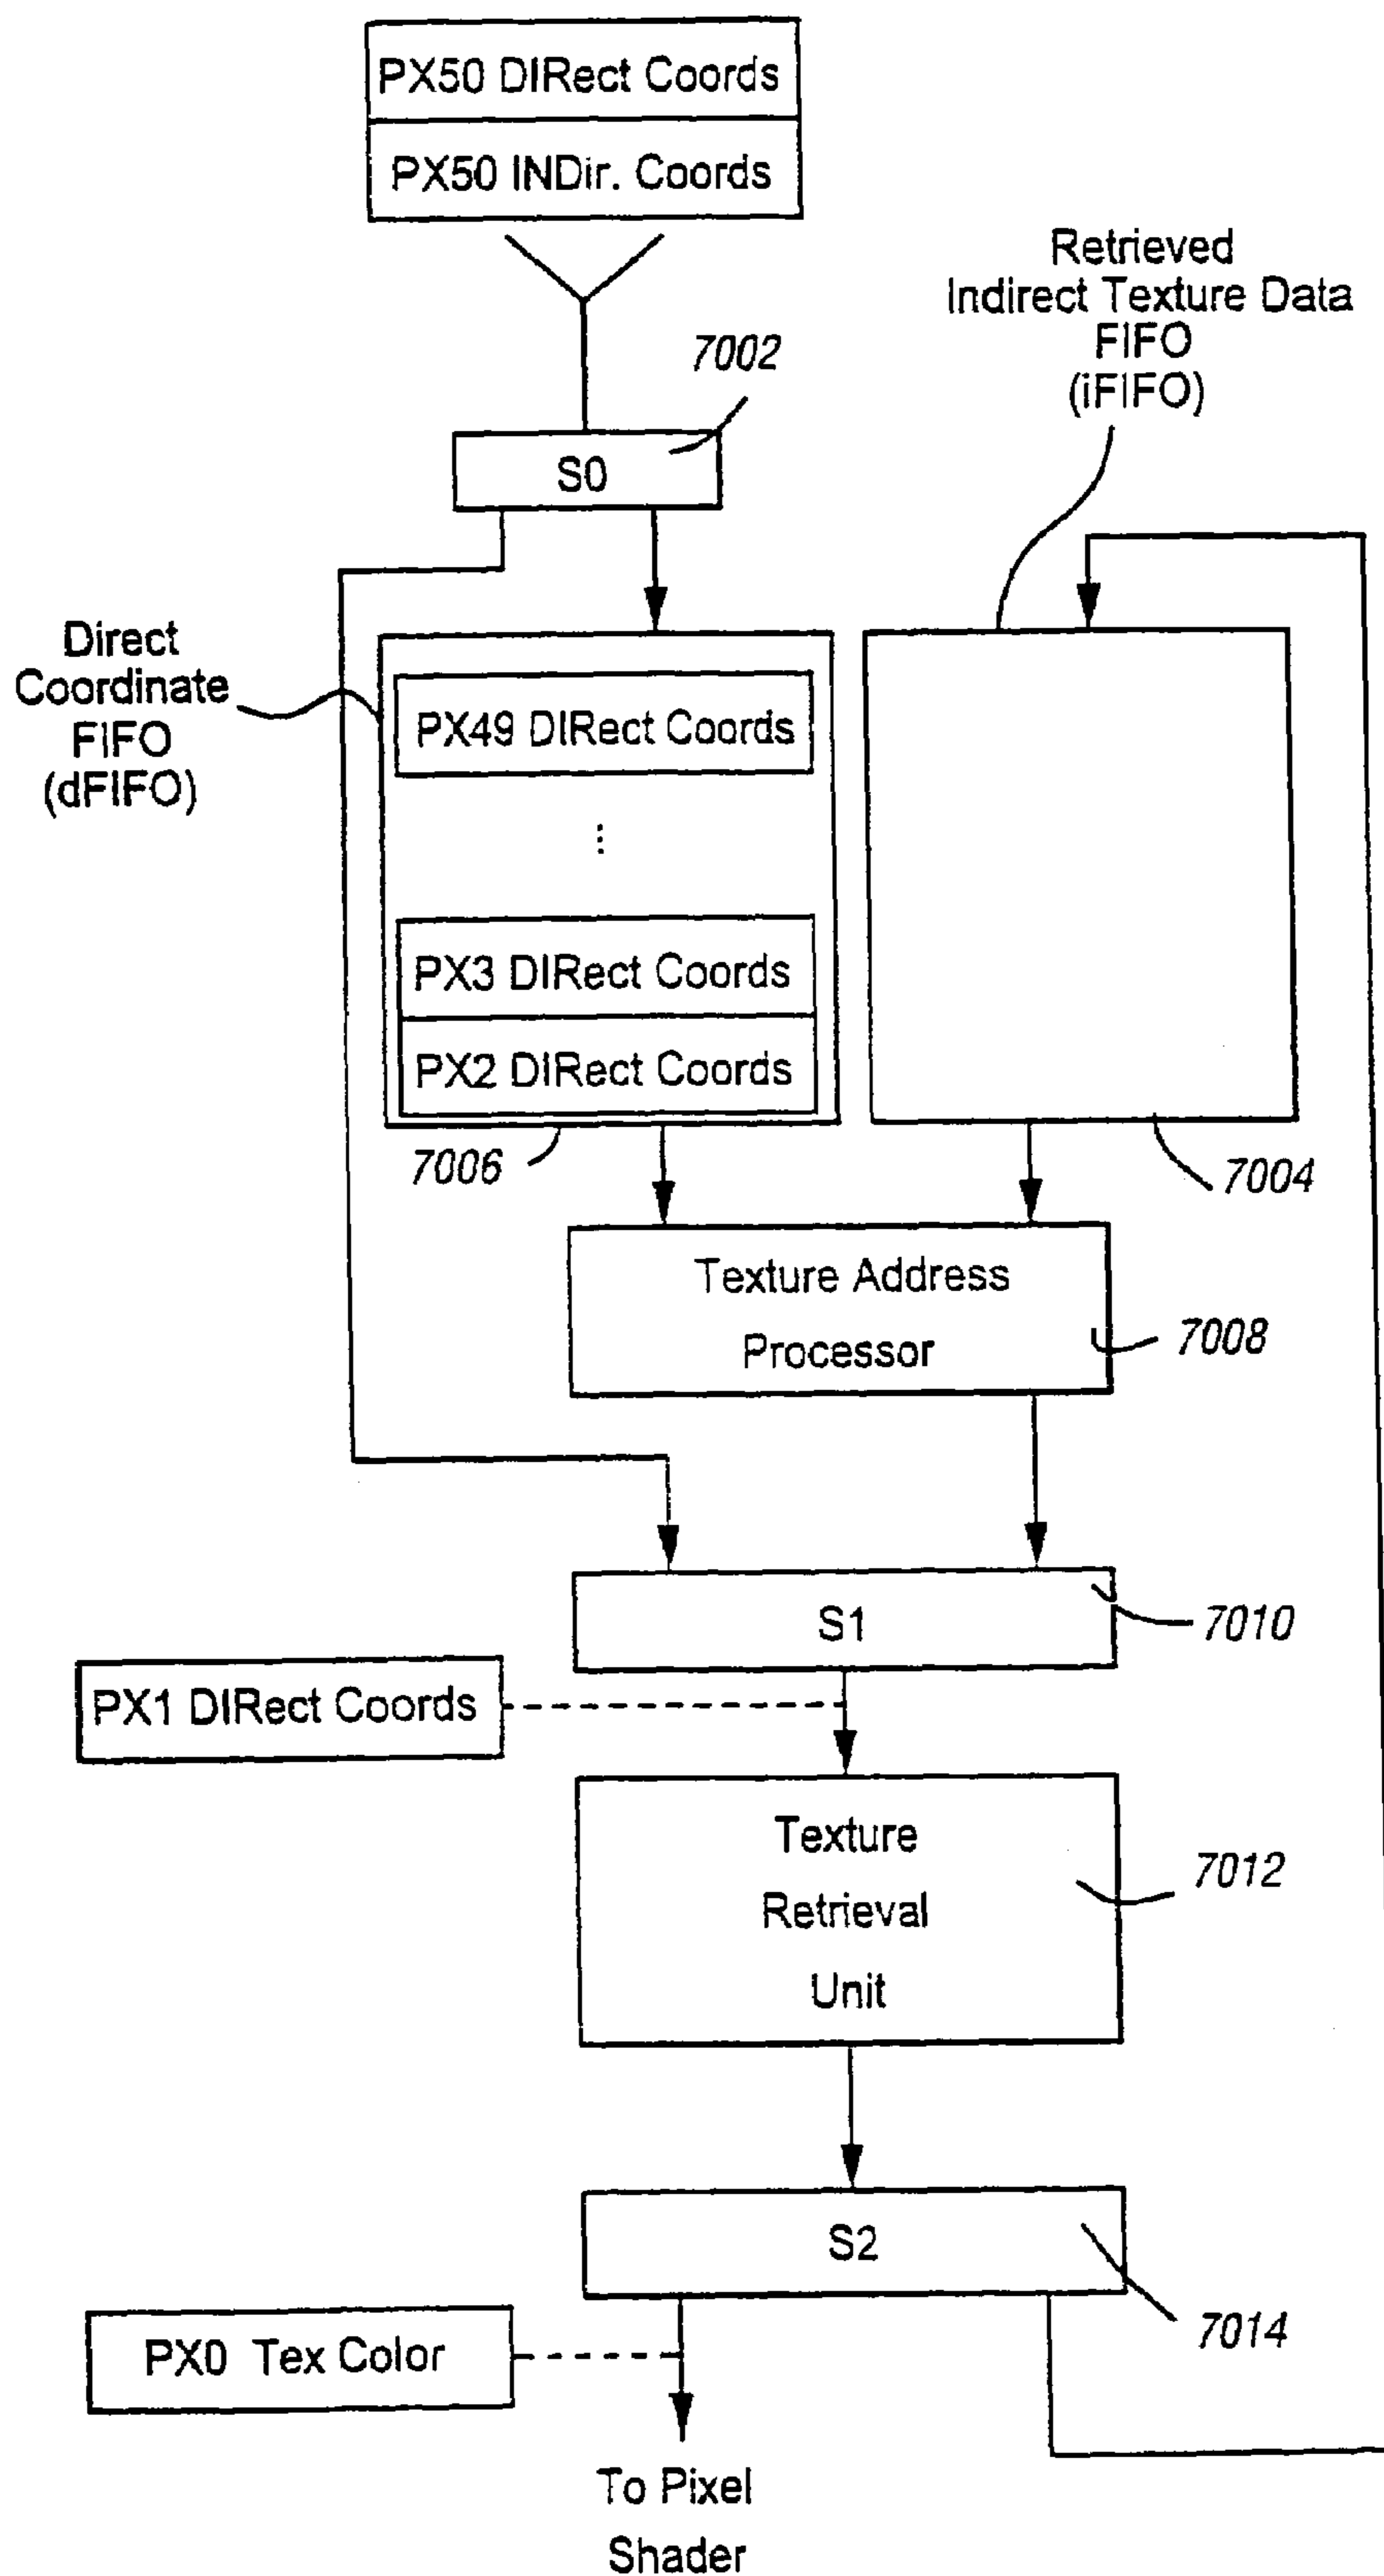 PX50 DIRect Coords
PX50 INDir. Coords
Retrieved
Indirect Texture Data
FIFO
(iFIFO)
7002
S0
Direct
Coordinate
FIFO
(dFIFO)
PX49 DIRect Coords
...
PX3 DIRect Coords
PX2 DIRect Coords
7006
7004
Texture Address
Processor
7008
S1
7010
PX1 DIRect Coords
Texture
Retrieval
Unit
7012
S2
7014
PX0 Tex Color
To Pixel
Shader